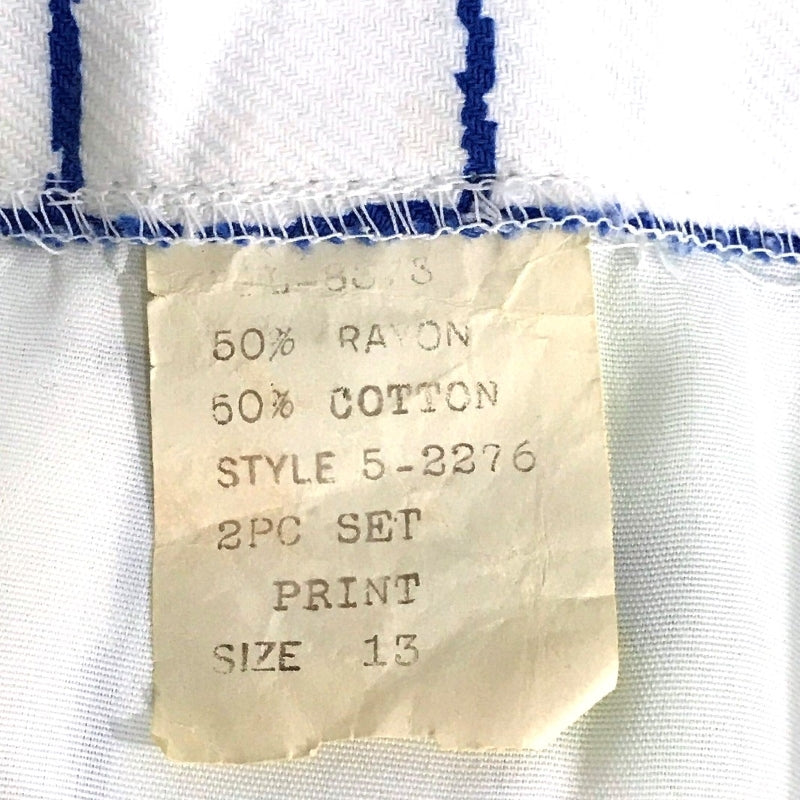 50% RAYON
50% COTTON
STYLE 5-2276
2PC SET
PRINT
SIZE 13